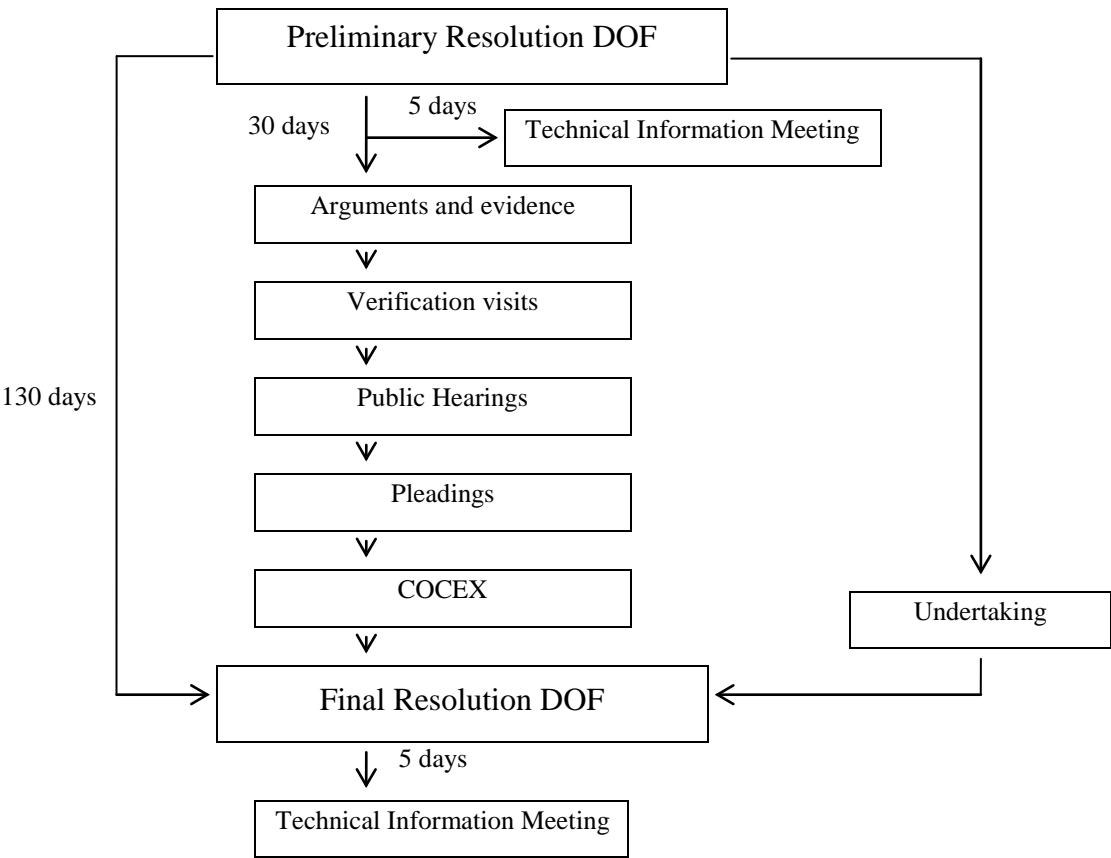 Preliminary Resolution DOF
5 days
30 days
Technical Information Meeting
Arguments and evidence
Verification visits
Public Hearings
130 days
Pleadings
COCEX
Undertaking
Final Resolution DOF
5 days
Technical Information Meeting